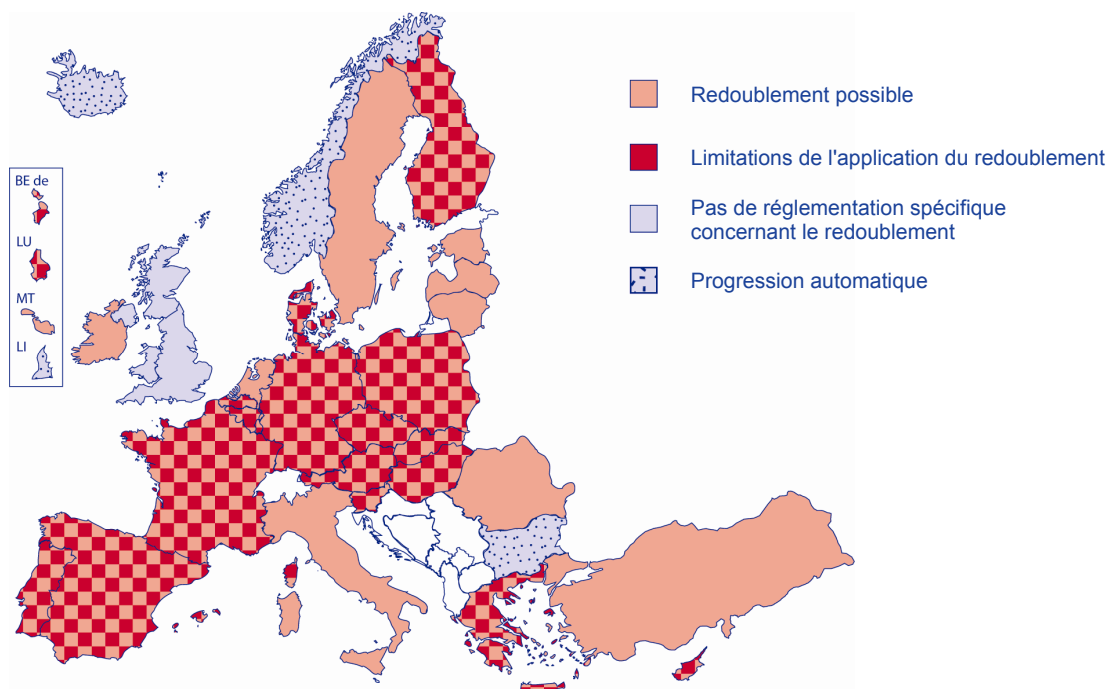 Redoublement possible
Limitations de l'application du redoublement
Pas de réglementation spécifique
concernant le redoublement
Progression automatique
BE de
LU
MT
LI